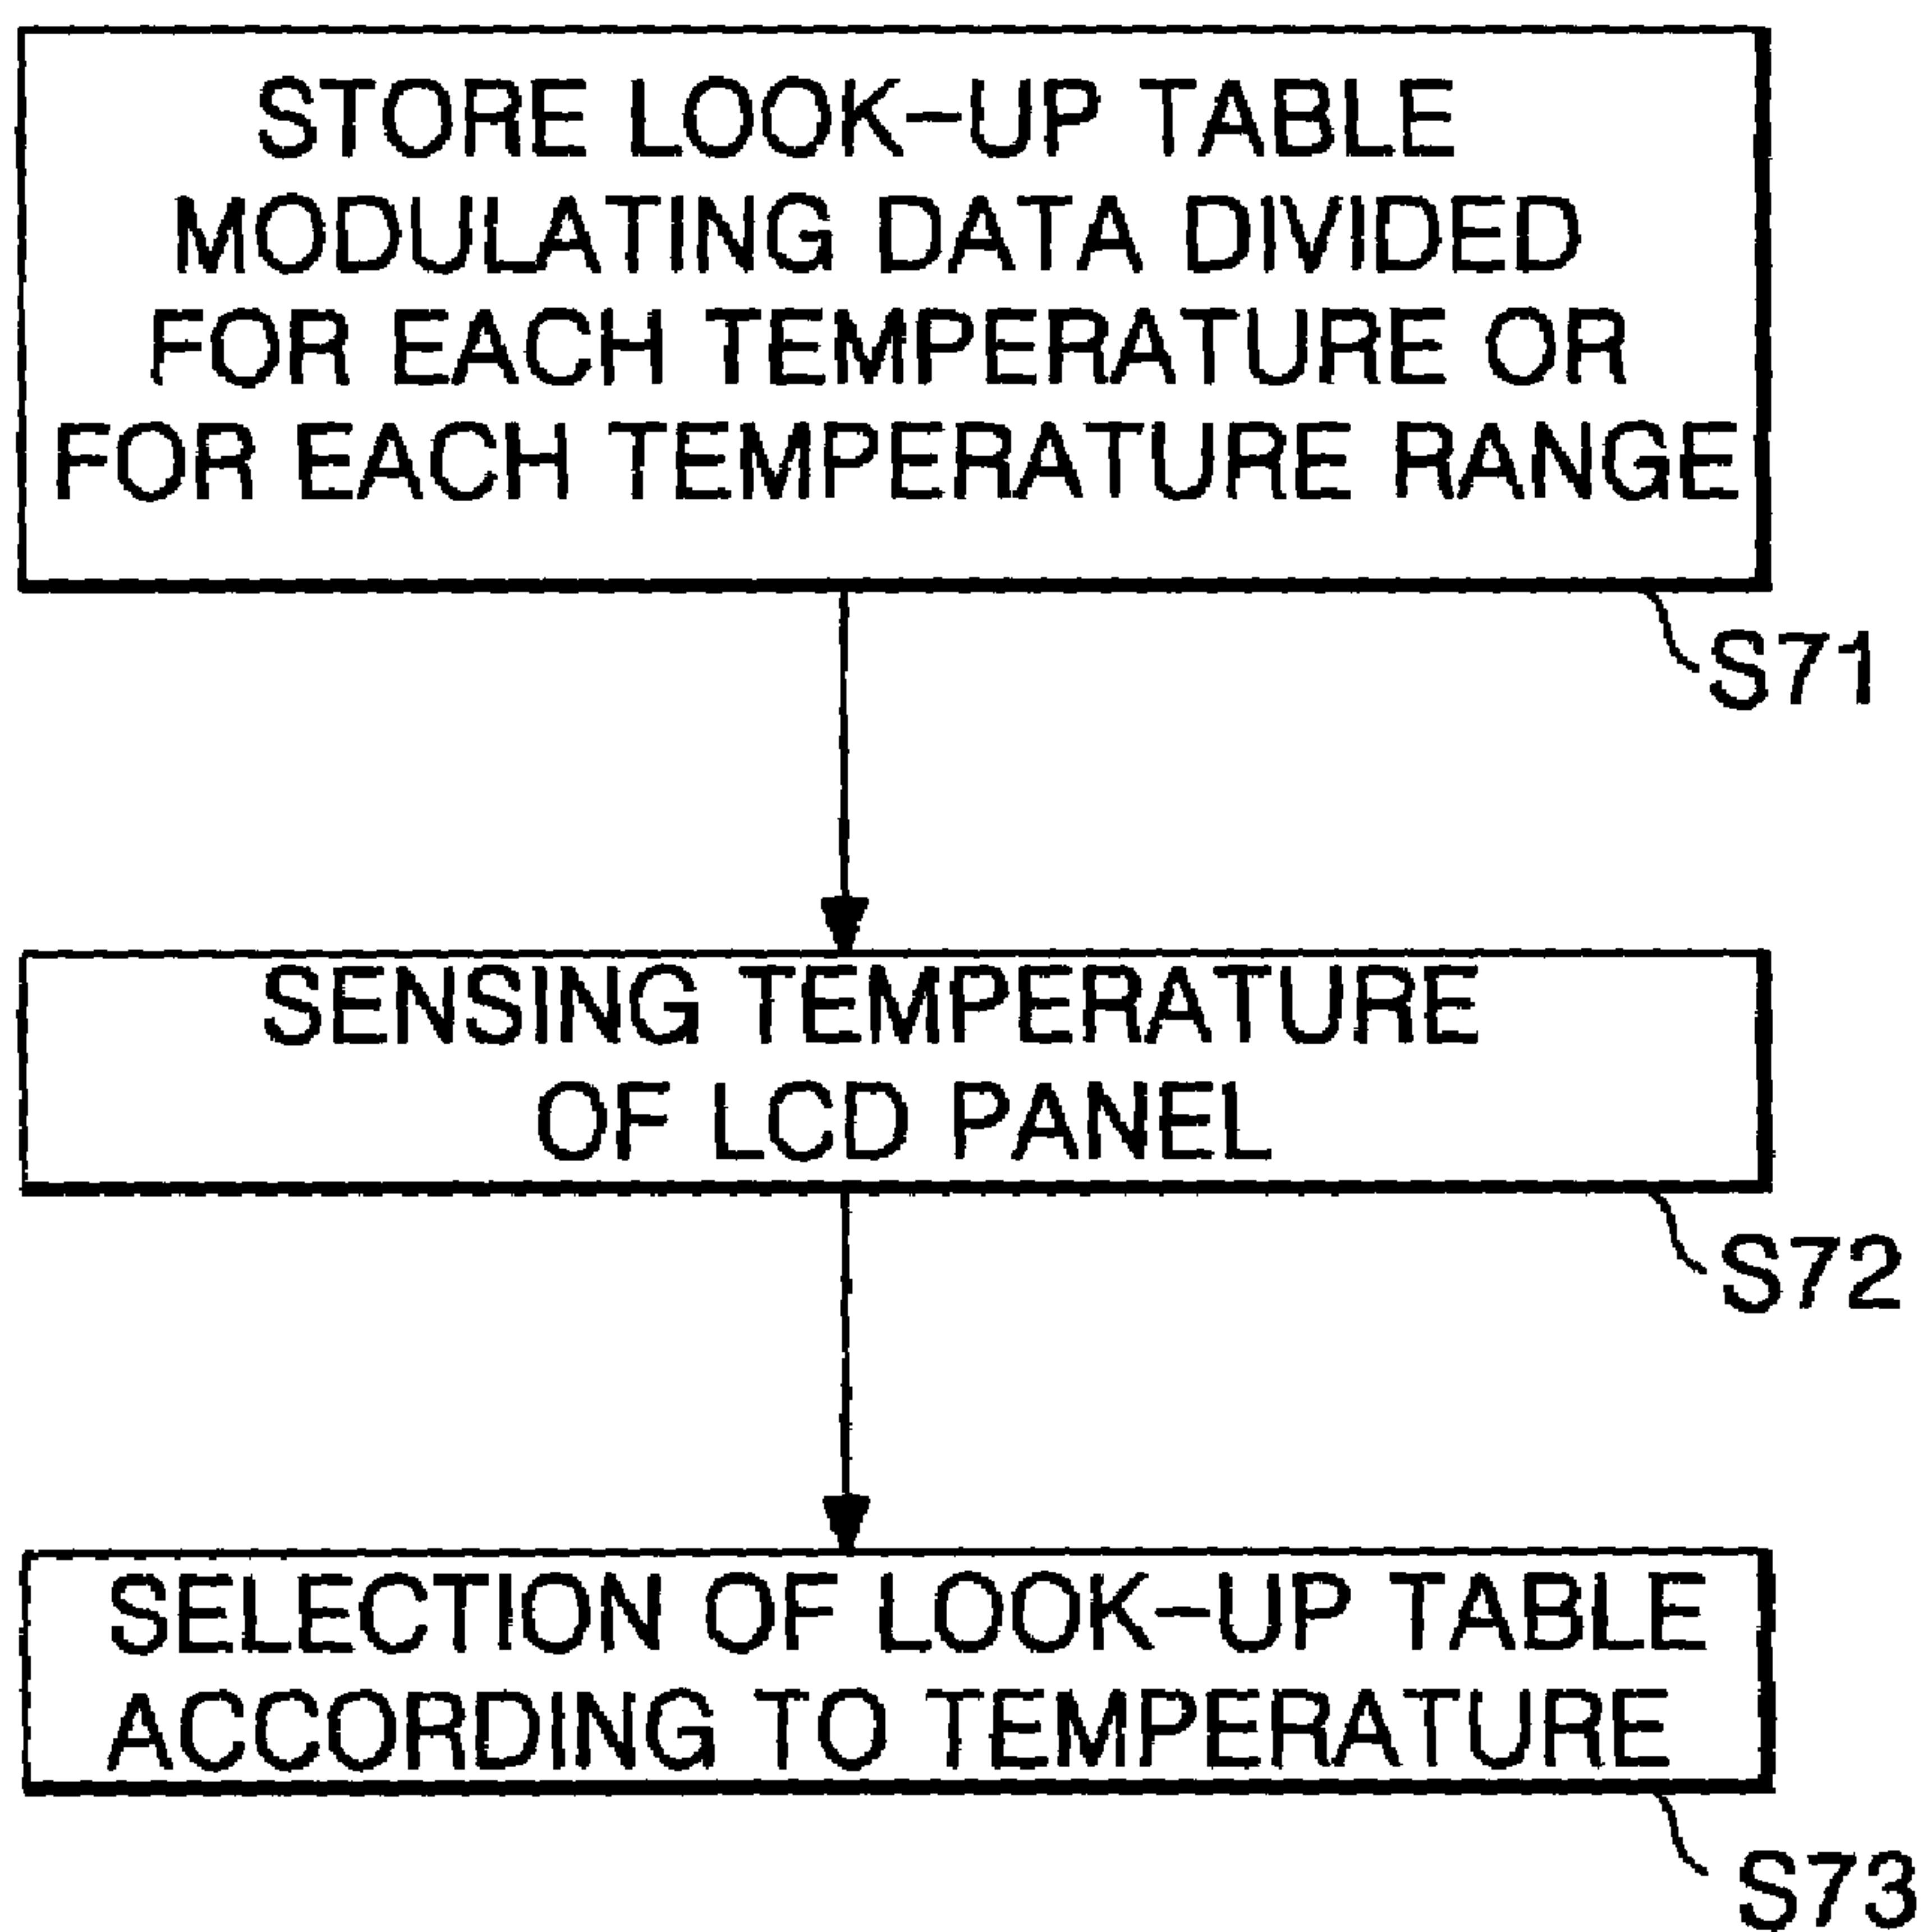 STORE LOOK-UP TABLE
MODULATING DATA DIVIDED
FOR EACH TEMPERATURE OR
FOR EACH TEMPERATURE RANGE
S71
SENSING TEMPERATURE
OF LCD PANEL
S72
SELECTION OF LOOK-UP TABLE
ACCORDING TO TEMPERATURE
S73